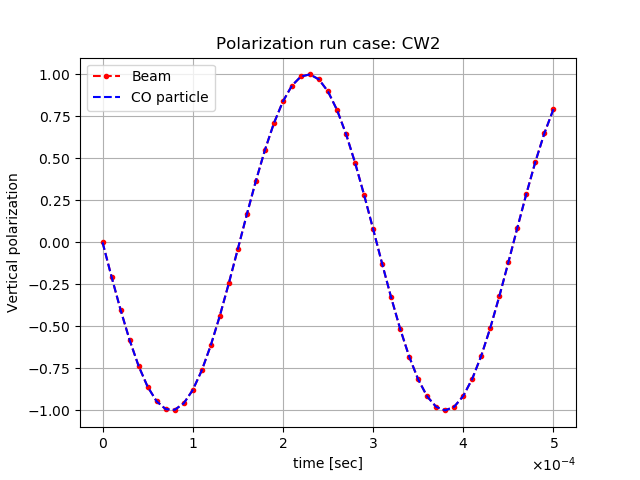 Polarization run case: CW2
Beam
CO particle
1.00
0.75
0.50
0.25
0.00
−0.25
−0.50
−0.75
−1.00
Vertical polarization
0 1 2 3 4 5
time [sec]
×10⁻⁴